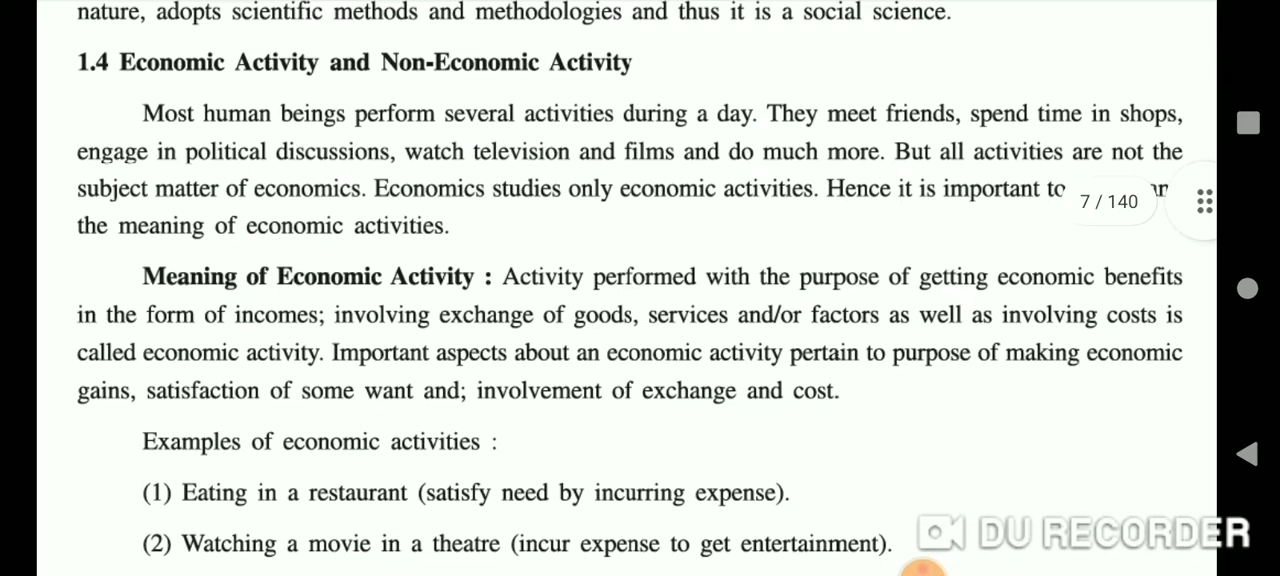 nature, adopts scientific methods and methodologies and thus it is a social science.
1.4 Economic Activity and Non-Economic Activity
Most human beings perform several activities during a day. They meet friends, spend time in shops,
engage in political discussions, watch television and films and do much more. But all activities are not the
subject matter of economics. Economics studies only economic activities. Hence it is important to
7 / 140
the meaning of economic activities.
Meaning of Economic Activity : Activity performed with the purpose of getting economic benefits
in the form of incomes; involving exchange of goods, services and/or factors as well as involving costs is
called economic activity. Important aspects about an economic activity pertain to purpose of making economic
gains, satisfaction of some want and; involvement of exchange and cost.
Examples of economic activities :
(1) Eating in a restaurant (satisfy need by incurring expense).
(2) Watching a movie in a theatre (incur expense to get entertainment).
DU RECORDER